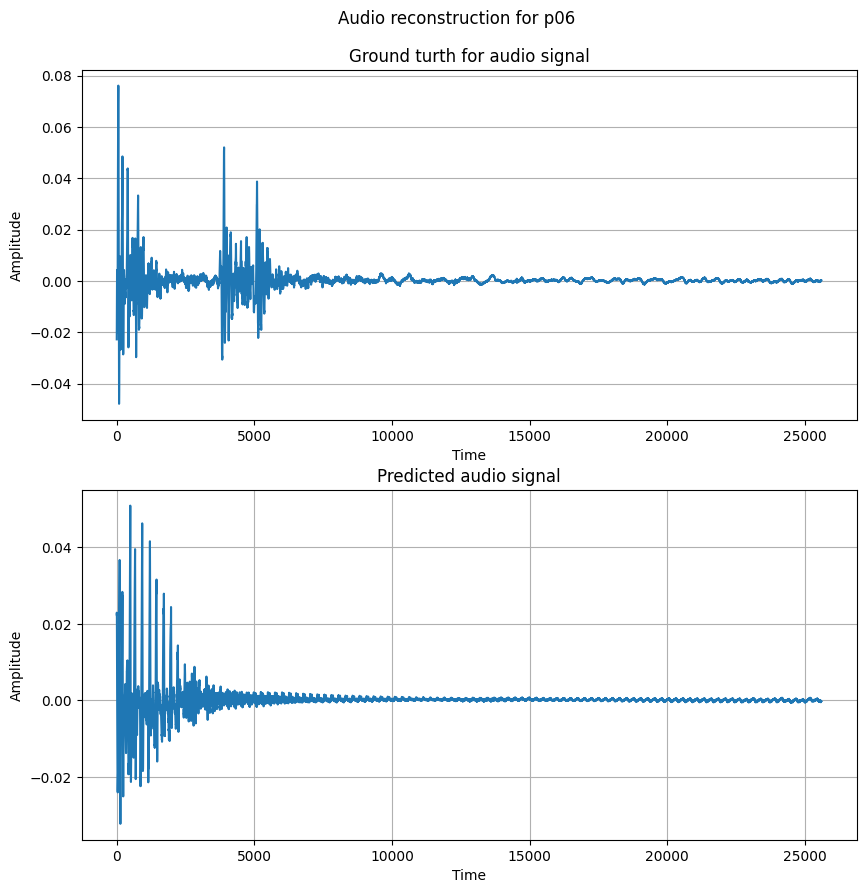 Audio reconstruction for p06
Ground turth for audio signal
0.08
0.06
0.04
0.02
0.00
−0.02
−0.04
Amplitude
0 5000 10000 15000 20000 25000
Time
Predicted audio signal
0.04
0.02
0.00
−0.02
Amplitude
0 5000 10000 15000 20000 25000
Time